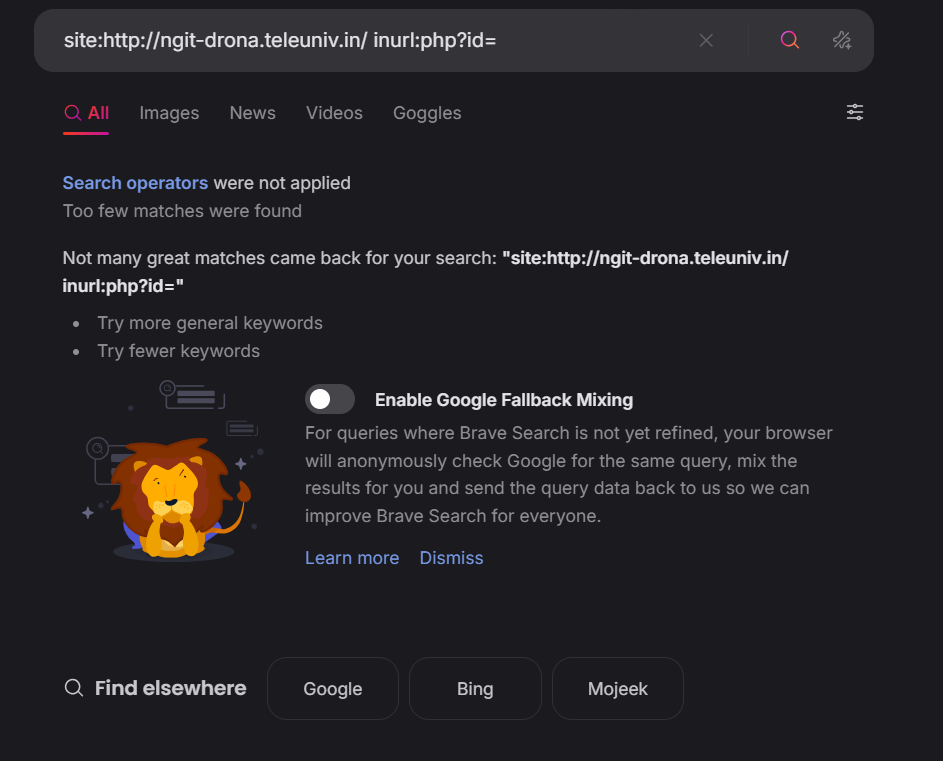 site:http://ngit-drona.teleuniv.in/ inurl:php?id=
All Images News Videos Goggles
Search operators were not applied
Too few matches were found
Not many great matches came back for your search: "site:http://ngit-drona.teleuniv.in/
inurl:php?id="
• Try more general keywords
• Try fewer keywords
Enable Google Fallback Mixing
For queries where Brave Search is not yet refined, your browser
will anonymously check Google for the same query, mix the
results for you and send the query data back to us so we can
improve Brave Search for everyone.
Learn more Dismiss
Find elsewhere Google Bing Mojeek